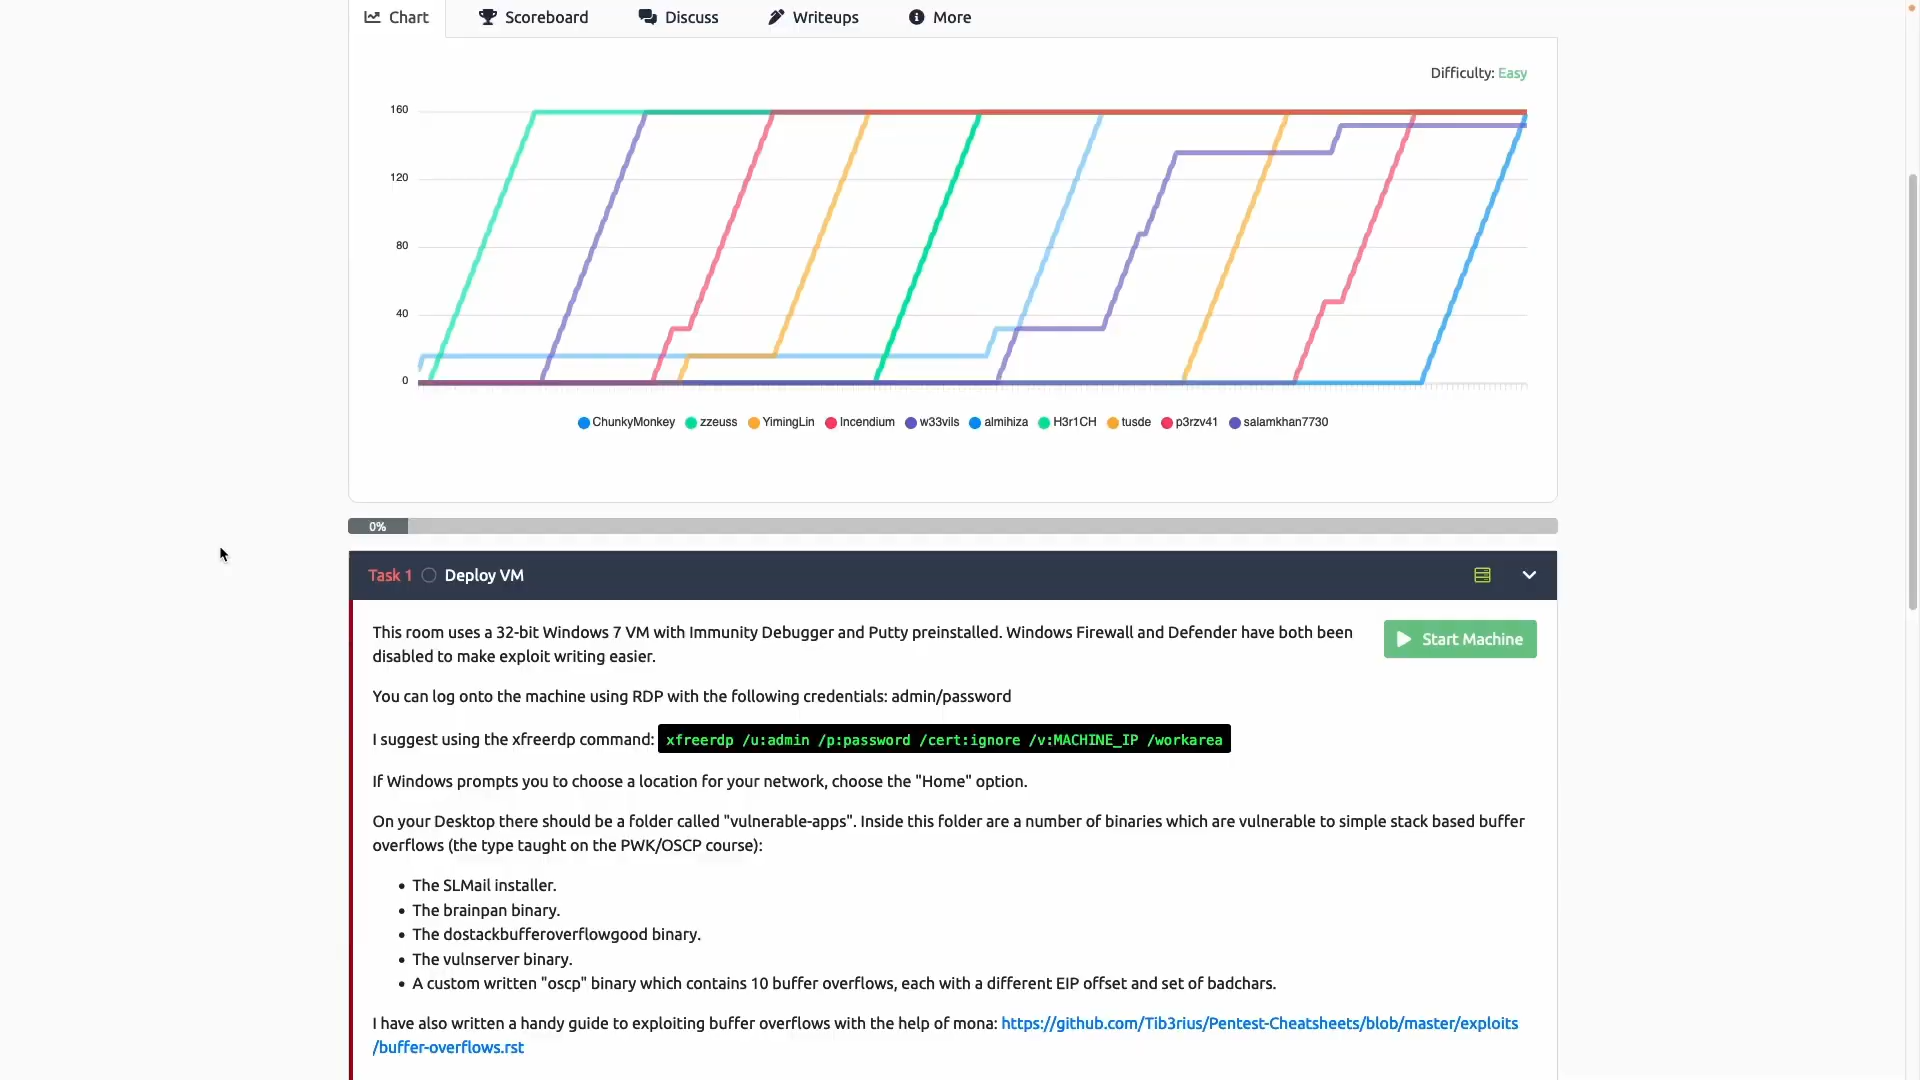 Chart Scoreboard Discuss Writeups More
Difficulty: Easy
160
120
80
40
0
ChunkyMonkey zzeuss YimingLin Incendium w33vils almihiza H3r1CH tusde p3rzv41 salamkhan7730
0%
Task 1 Deploy VM
This room uses a 32-bit Windows 7 VM with Immunity Debugger and Putty preinstalled. Windows Firewall and Defender have both been
disabled to make exploit writing easier.
Start Machine
You can log onto the machine using RDP with the following credentials: admin/password
I suggest using the xfreerdp command: xfreerdp /u:admin /p:password /cert:ignore /v:MACHINE_IP /workarea
If Windows prompts you to choose a location for your network, choose the "Home" option.
On your Desktop there should be a folder called "vulnerable-apps". Inside this folder are a number of binaries which are vulnerable to simple stack based buffer
overflows (the type taught on the PWK/OSCP course):
• The SLMail installer.
• The brainpan binary.
• The dostackbufferoverflowgood binary.
• The vulnserver binary.
• A custom written "oscp" binary which contains 10 buffer overflows, each with a different EIP offset and set of badchars.
I have also written a handy guide to exploiting buffer overflows with the help of mona: https://github.com/Tib3rius/Pentest-Cheatsheets/blob/master/exploits
/buffer-overflows.rst